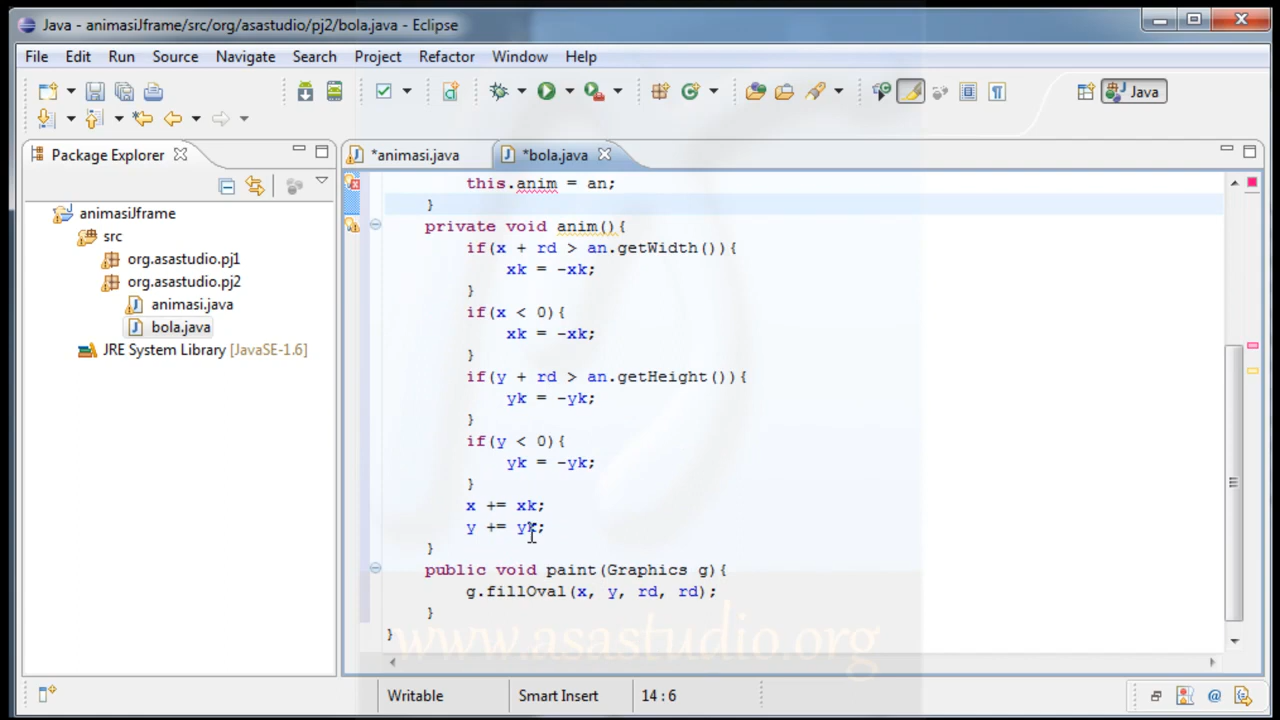 Java - animasiJframe/src/org/asastudio/pj2/bola.java - Eclipse
File Edit Run Source Navigate Search Project Refactor Window Help
Java
Package Explorer
*animasi.java
*bola.java
animasiJframe
src
org.asastudio.pj1
org.asastudio.pj2
animasi.java
bola.java
JRE System Library [JavaSE-1.6]
this.anim = an;
}
private void anim(){
if(x + rd > an.getWidth()){
xk = -xk;
}
if(x < 0){
xk = -xk;
}
if(y + rd > an.getHeight()){
yk = -yk;
}
if(y < 0){
yk = -yk;
}
x += xk;
y += yk;
}
public void paint(Graphics g){
g.fillOval(x, y, rd, rd);
}
}
www.asastudio.org
Writable Smart Insert 14 : 6